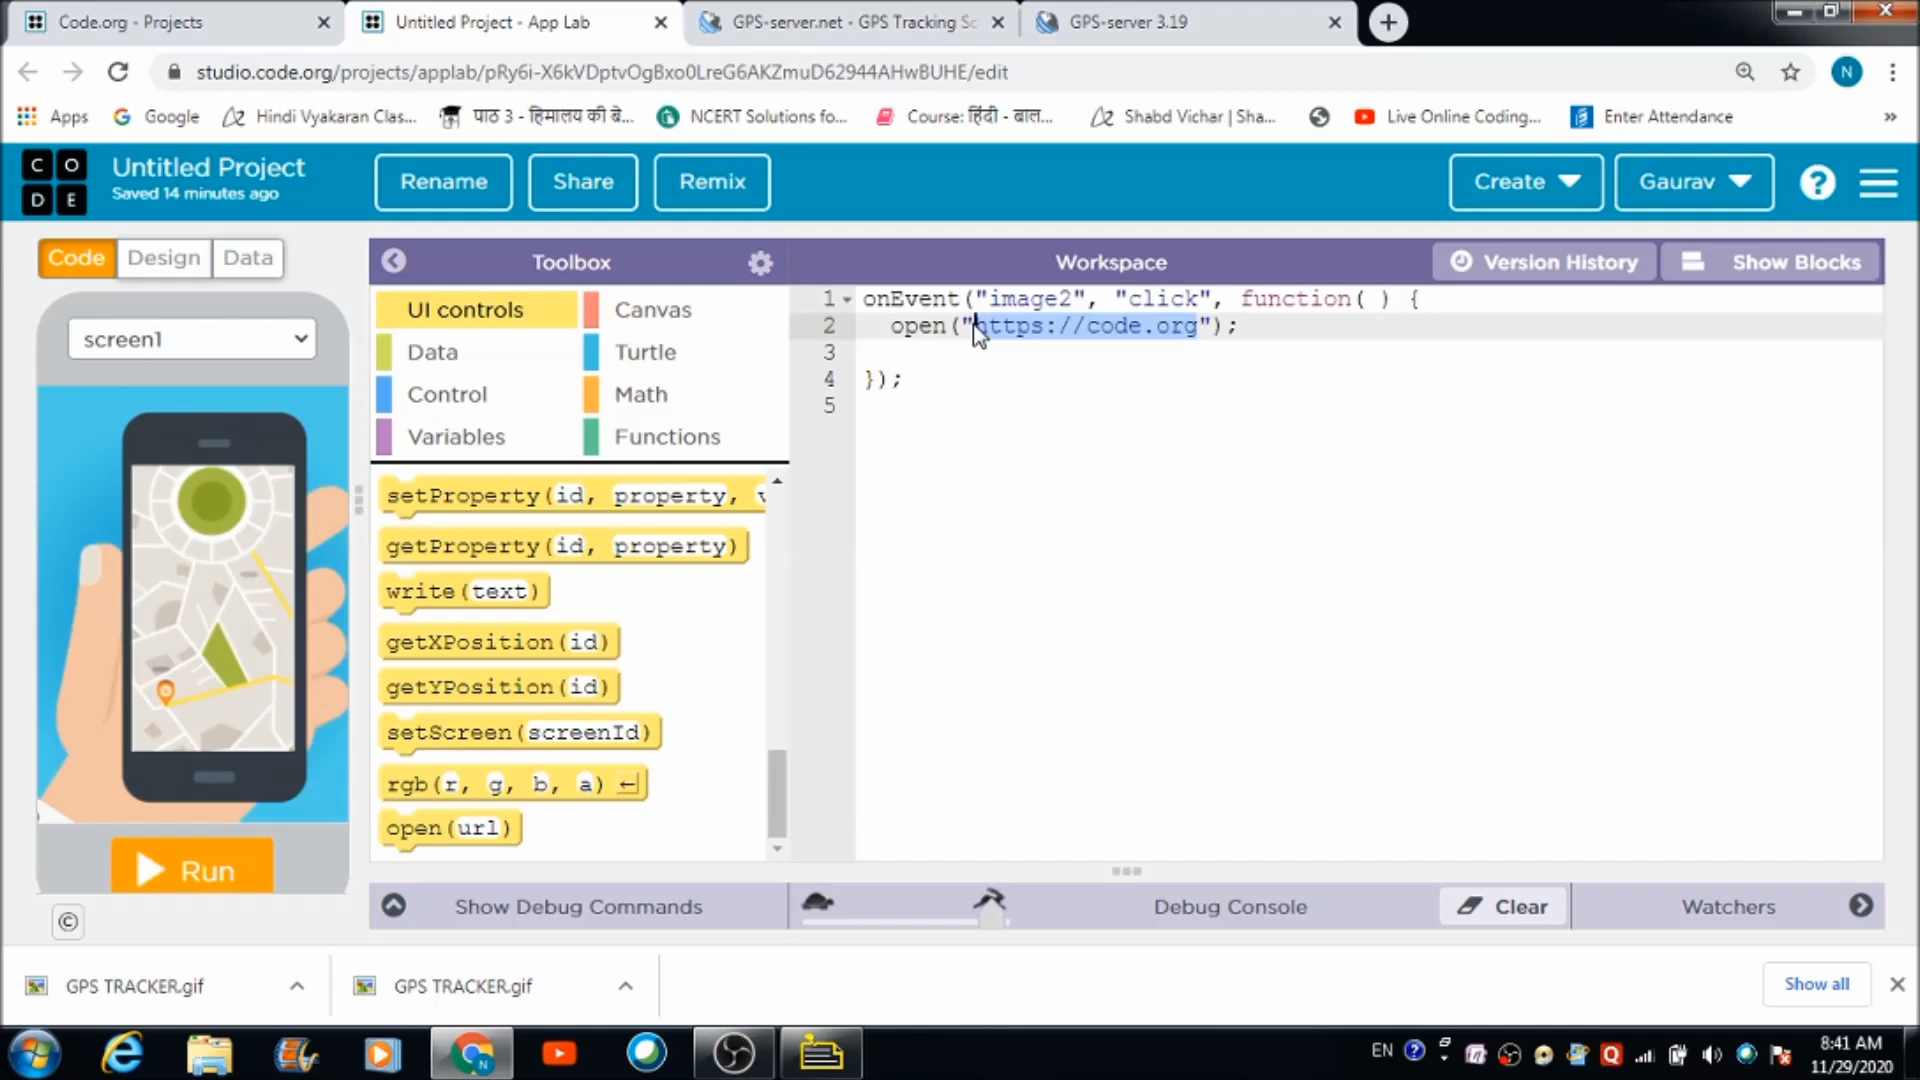 Code.org - Projects
Untitled Project - App Lab
GPS-server.net - GPS Tracking Sc
GPS-server 3.19
studio.code.org/projects/applab/pRy6i-X6kVDptvOgBxo0LreG6AKZmuD62944AHwBUHE/edit
N
Apps
Google
Hindi Vyakaran Clas...
पाठ 3 - हिमालय की बे...
NCERT Solutions fo...
Course: हिंदी - बाल...
Shabd Vichar | Sha...
Live Online Coding...
Enter Attendance
»
C O D E
Untitled Project
Saved 14 minutes ago
Rename
Share
Remix
Create
Gaurav
?
Code
Design
Data
Toolbox
Workspace
Version History
Show Blocks
screen1
UI controls
Canvas
Data
Turtle
Control
Math
Variables
Functions
1 onEvent("image2", "click", function( ) {
2 open("https://code.org");
3
4 });
5
setProperty(id, property, v
getProperty(id, property)
write(text)
getXPosition(id)
getYPosition(id)
setScreen(screenId)
rgb(r, g, b, a)
open(url)
Run
©
Show Debug Commands
Debug Console
Clear
Watchers
GPS TRACKER.gif
GPS TRACKER.gif
Show all
EN
8:41 AM
11/29/2020